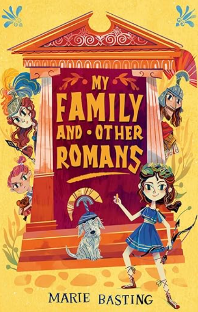 MY
FAMILY
AND • OTHER
ROMANS
MARIE BASTING